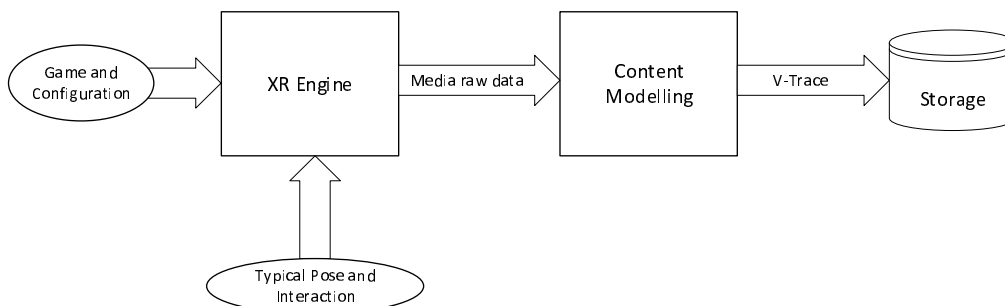 Game and
Configuration
XR Engine
Media raw data
Content
Modelling
V-Trace
Storage
Typical Pose and
Interaction